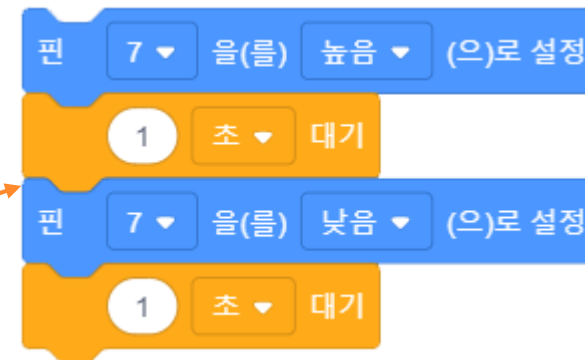 핀 7 을(를) 높음 (으)로 설정
1 초 대기
핀 7 을(를) 낮음 (으)로 설정
1 초 대기